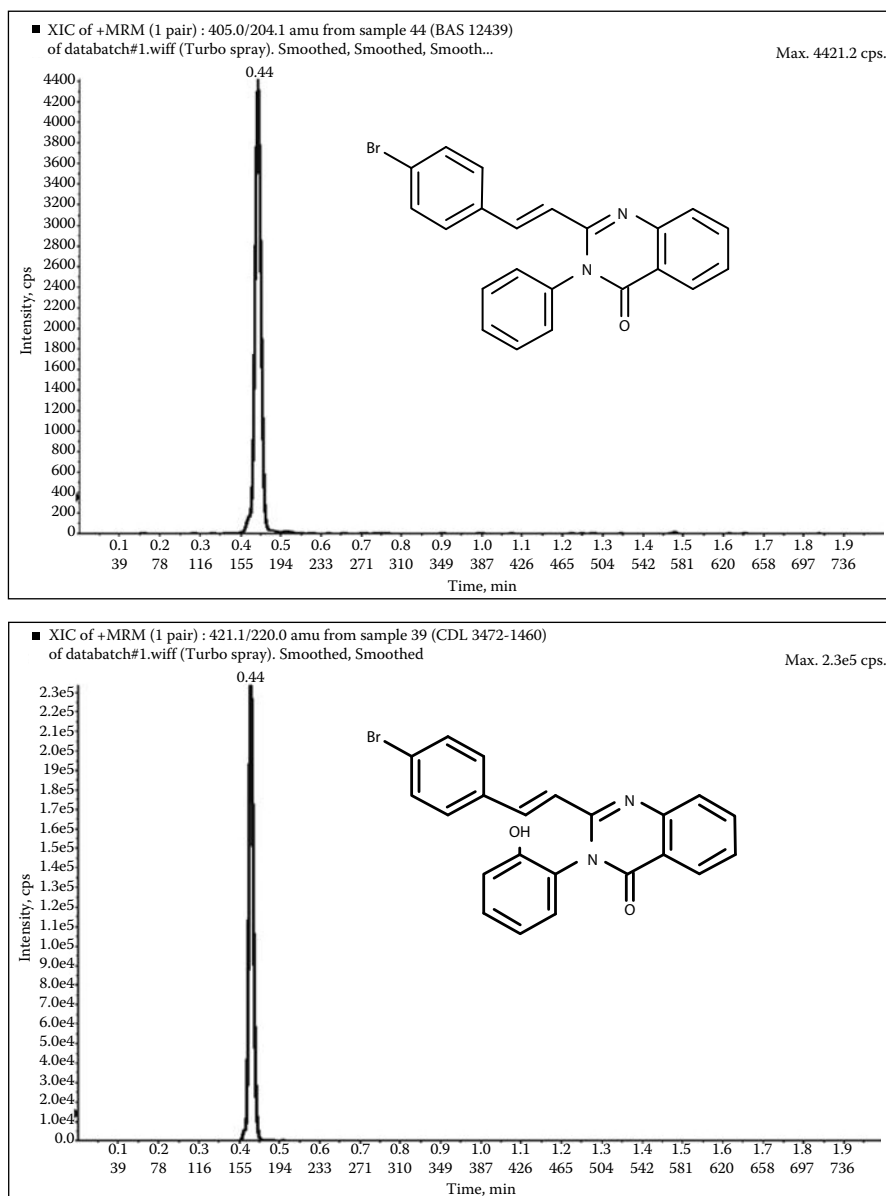 ■ XIC of +MRM (1 pair) : 405.0/204.1 amu from sample 44 (BAS 12439)
of databatch#1.wiff (Turbo spray). Smoothed, Smoothed, Smooth...
Max. 4421.2 cps.
0.44
4400
4200
4000
3800
3600
3400
3200
3000
2800
2600
2400
2200
2000
1800
1600
1400
1200
1000
800
600
400
200
0
Intensity, cps
Br
N
N
O
0.1 0.2 0.3 0.4 0.5 0.6 0.7 0.8 0.9 1.0 1.1 1.2 1.3 1.4 1.5 1.6 1.7 1.8 1.9
39 78 116 155 194 233 271 310 349 387 426 465 504 542 581 620 658 697 736
Time, min
■ XIC of +MRM (1 pair) : 421.1/220.0 amu from sample 39 (CDL 3472-1460)
of databatch#1.wiff (Turbo spray). Smoothed, Smoothed
Max. 2.3e5 cps.
0.44
2.3e5
2.1e5
2.0e5
1.9e5
1.8e5
1.7e5
1.6e5
1.5e5
1.4e5
1.3e5
1.2e5
1.1e5
1.0e5
9.0e4
8.0e4
7.0e4
6.0e4
5.0e4
4.0e4
3.0e4
2.0e4
1.0e4
0.0
Intensity, cps
Br
N
OH
N
O
0.1 0.2 0.3 0.4 0.5 0.6 0.7 0.8 0.9 1.0 1.1 1.2 1.3 1.4 1.5 1.6 1.7 1.8 1.9
39 78 116 155 194 233 271 310 349 387 426 465 504 542 581 620 658 697 736
Time, min